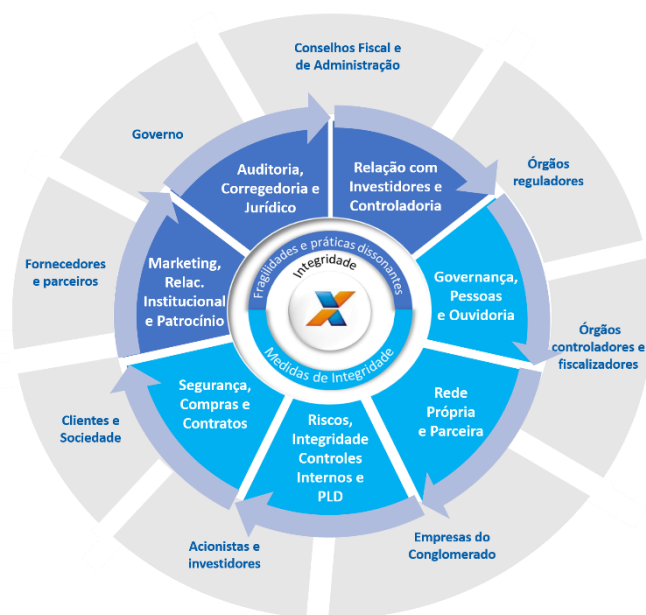 Conselhos Fiscal e
de Administração
Órgãos
reguladores
Órgãos
controladores e
fiscalizadores
Empresas do
Conglomerado
Acionistas e
investidores
Clientes e
Sociedade
Fornecedores
e parceiros
Governo
Auditoria,
Corregedoria e
Jurídico
Relação com
Investidores e
Controladoria
Governança,
Pessoas
e Ouvidoria
Rede
Própria
e Parceira
Riscos,
Integridade
Controles
Internos e
PLD
Segurança,
Compras e
Contratos
Marketing,
Relac.
Institucional
e Patrocínio
Fragilidades e práticas dissonantes
Integridade
Medidas de Integridade